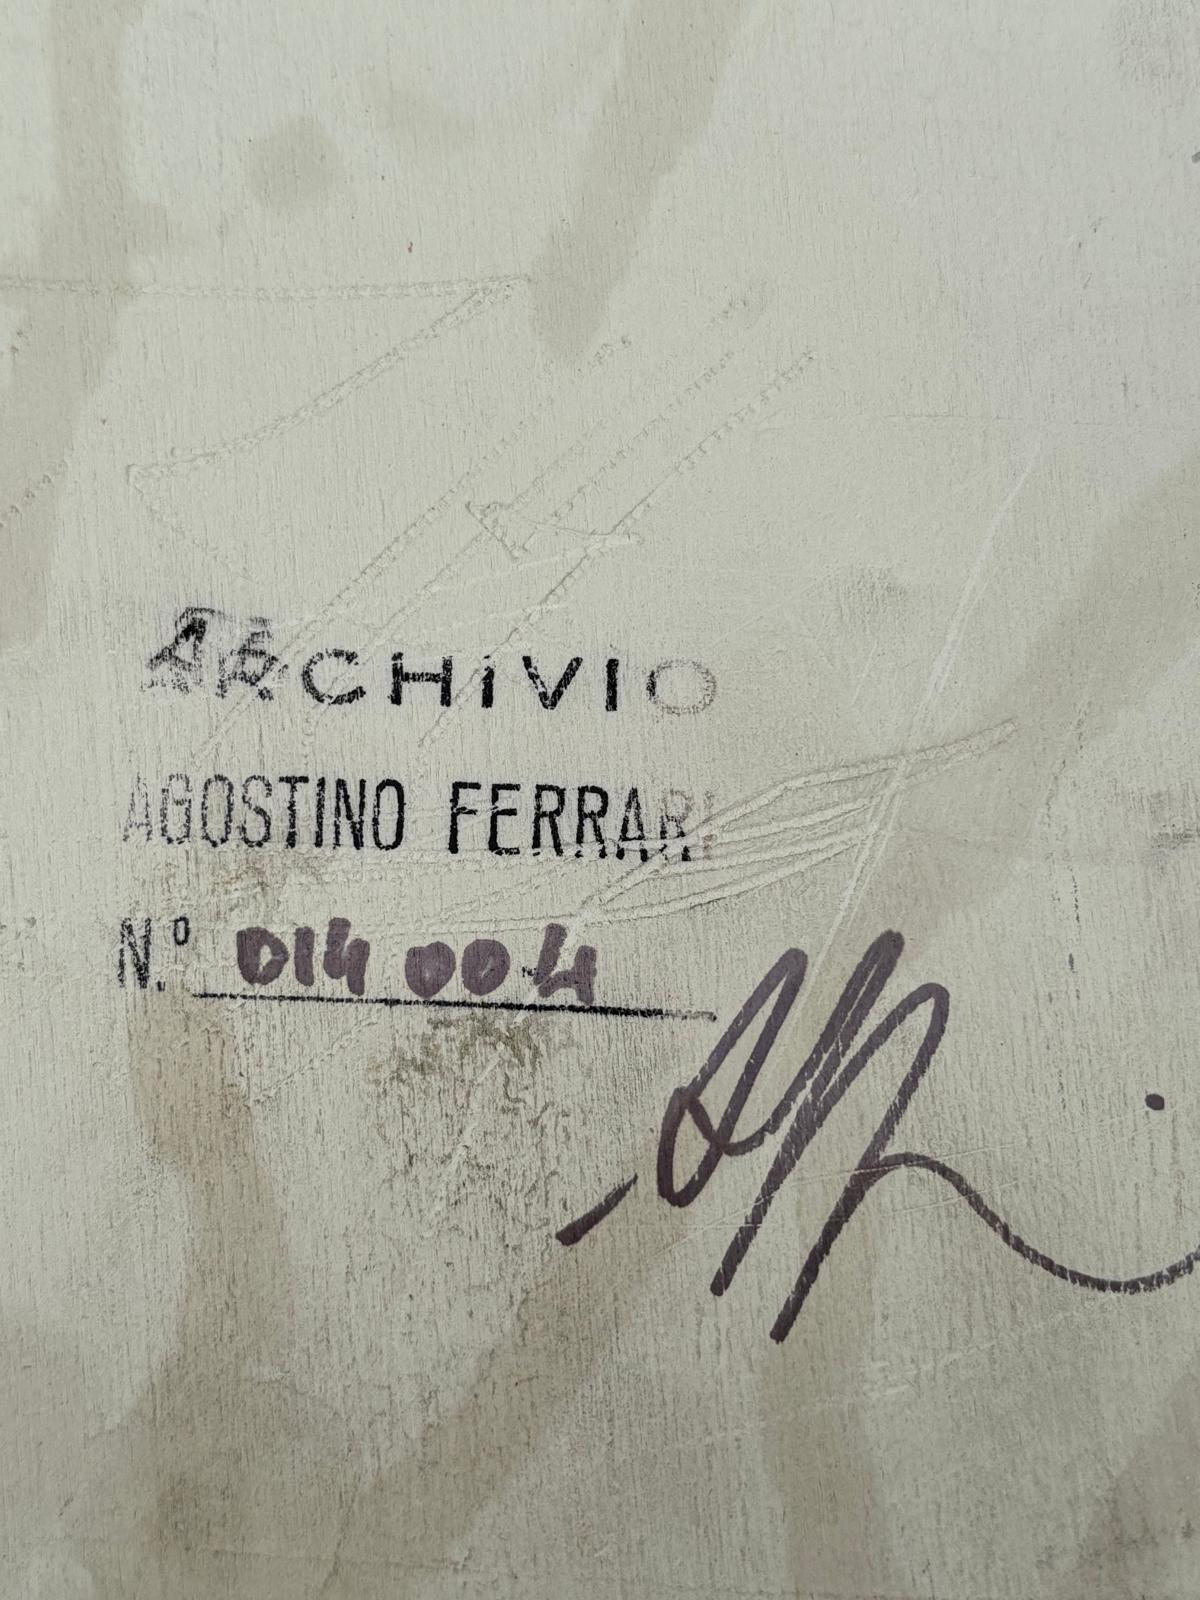 ARCHIVIO
AGOSTINO FERRARI
N.º 014 004